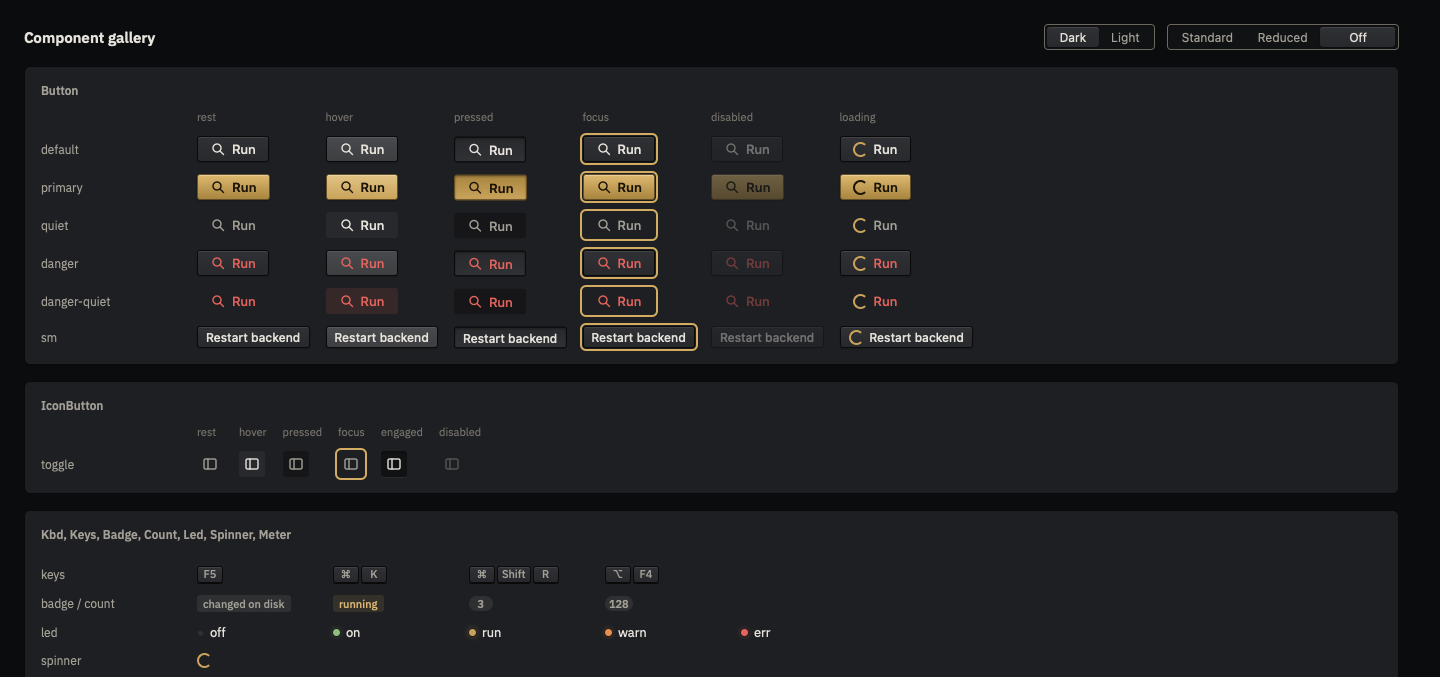 Component gallery
Dark Light Standard Reduced Off
Button
rest hover pressed focus disabled loading
default Run Run Run Run Run Run
primary Run Run Run Run Run Run
quiet Run Run Run Run Run Run
danger Run Run Run Run Run Run
danger-quiet Run Run Run Run Run Run
sm Restart backend Restart backend Restart backend Restart backend Restart backend Restart backend
IconButton
rest hover pressed focus engaged disabled
toggle
Kbd, Keys, Badge, Count, Led, Spinner, Meter
keys F5 ⌘ K ⌘ Shift R ⌥ F4
badge / count changed on disk running 3 128
led off on run warn err
spinner